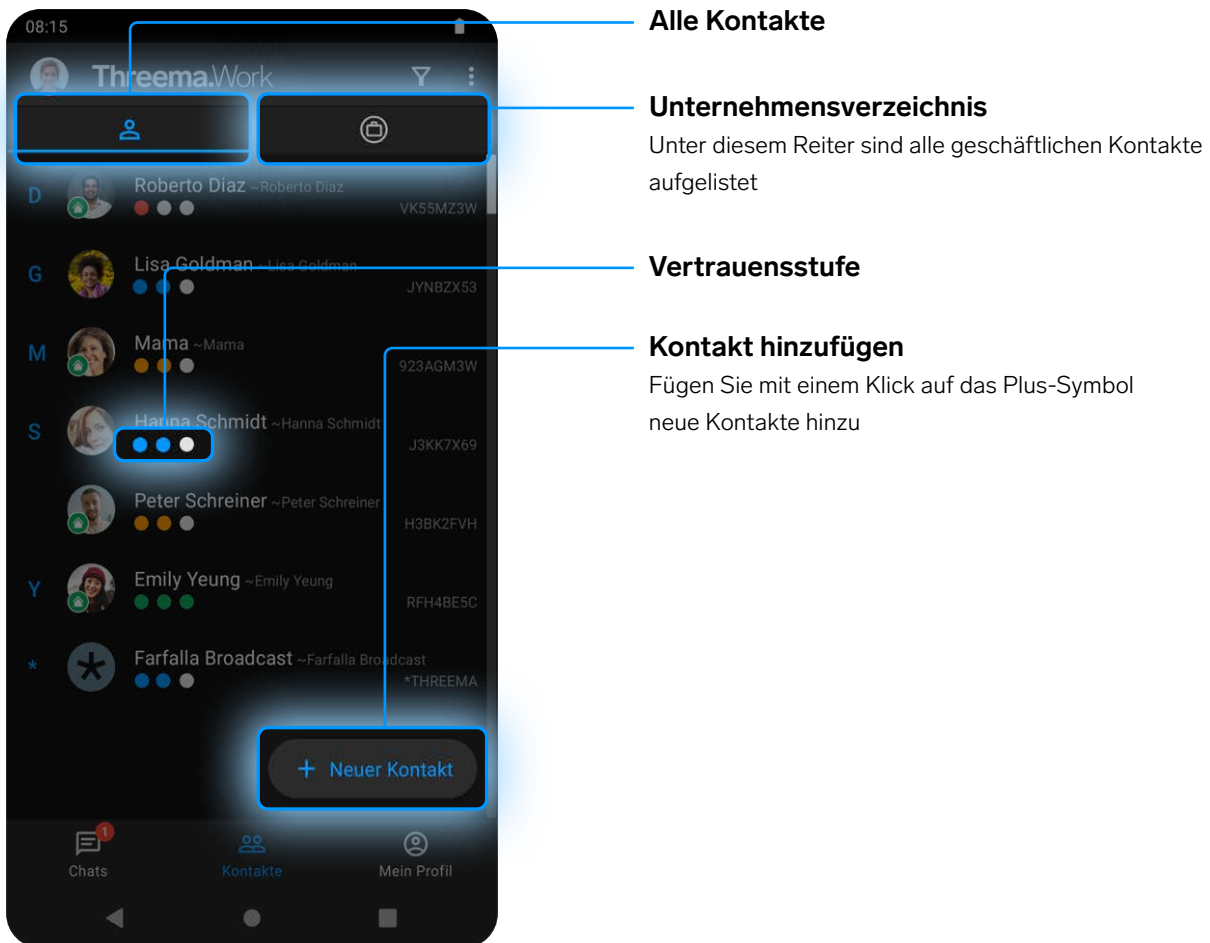 08:15
Threema.Work
D
Roberto Diaz ~Roberto Diaz
VK55MZ3W
G
Lisa Goldman ~Lisa Goldman
JYNBZX53
M
Mama ~Mama
923AGM3W
S
Hanna Schmidt ~Hanna Schmidt
J3KK7X69
Peter Schreiner ~Peter Schreiner
H3BK2FVH
Y
Emily Yeung ~Emily Yeung
RFH4BE5C
*
Farfalla Broadcast ~Farfalla Broadcast
*THREEMA
+ Neuer Kontakt
1
Chats
Kontakte
Mein Profil
Alle Kontakte
Unternehmensverzeichnis
Unter diesem Reiter sind alle geschäftlichen Kontakte
aufgelistet
Vertrauensstufe
Kontakt hinzufügen
Fügen Sie mit einem Klick auf das Plus-Symbol
neue Kontakte hinzu